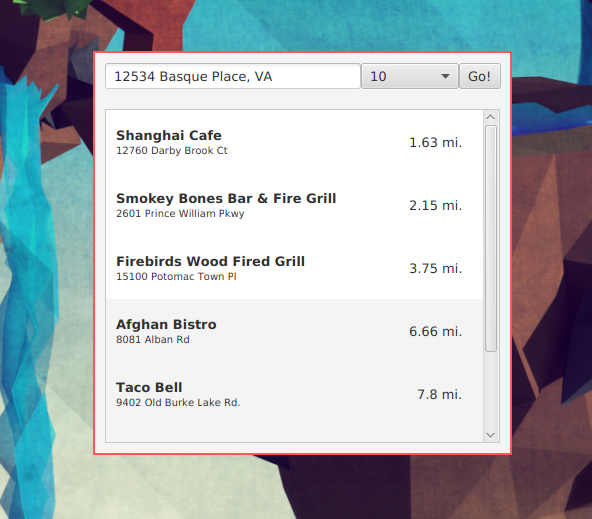 12534 Basque Place, VA 10 Go!
Shanghai Cafe
12760 Darby Brook Ct
1.63 mi.
Smokey Bones Bar & Fire Grill
2601 Prince William Pkwy
2.15 mi.
Firebirds Wood Fired Grill
15100 Potomac Town Pl
3.75 mi.
Afghan Bistro
8081 Alban Rd
6.66 mi.
Taco Bell
9402 Old Burke Lake Rd.
7.8 mi.